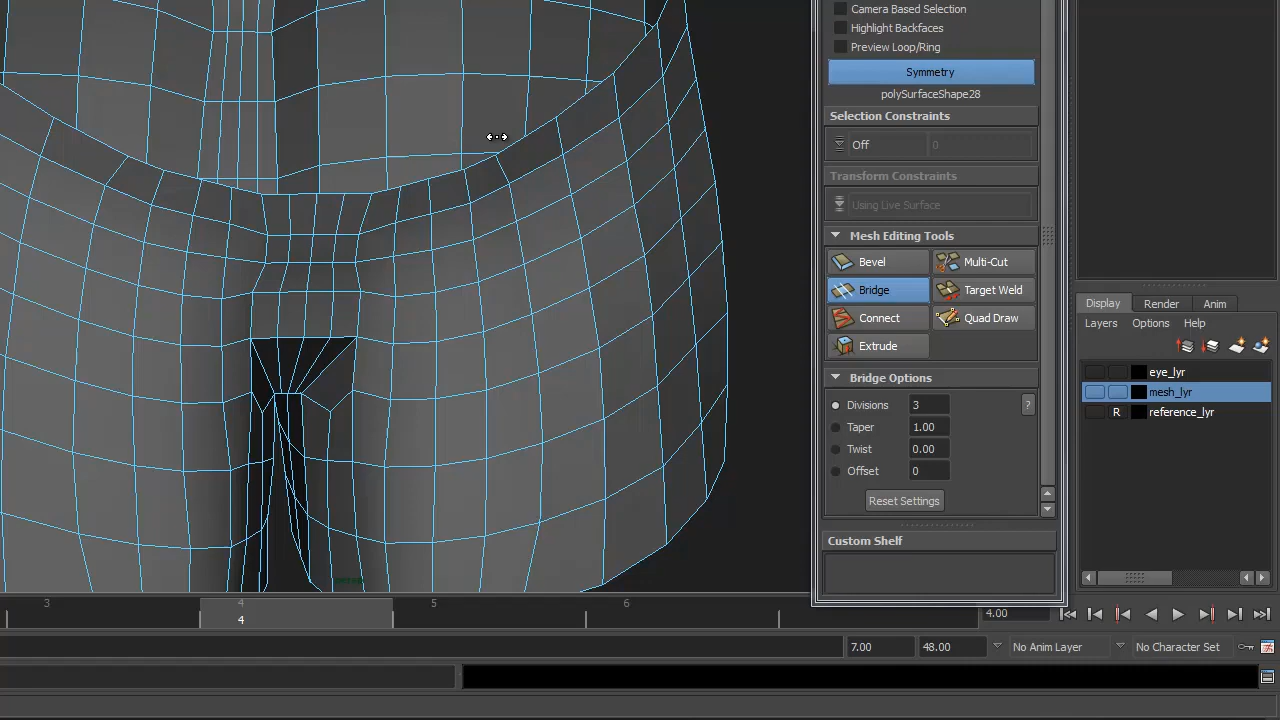 Camera Based Selection
Highlight Backfaces
Preview Loop/Ring
Symmetry
polySurfaceShape28
Selection Constraints
Off 0
Transform Constraints
Using Live Surface
Mesh Editing Tools
Bevel Multi-Cut
Bridge Target Weld
Connect Quad Draw
Extrude
Bridge Options
Divisions 3 ?
Taper 1.00
Twist 0.00
Offset 0
Reset Settings
Custom Shelf
Display Render Anim
Layers Options Help
eye_lyr
mesh_lyr
R reference_lyr
3 4 5 6
4 4.00
7.00 48.00 No Anim Layer No Character Set